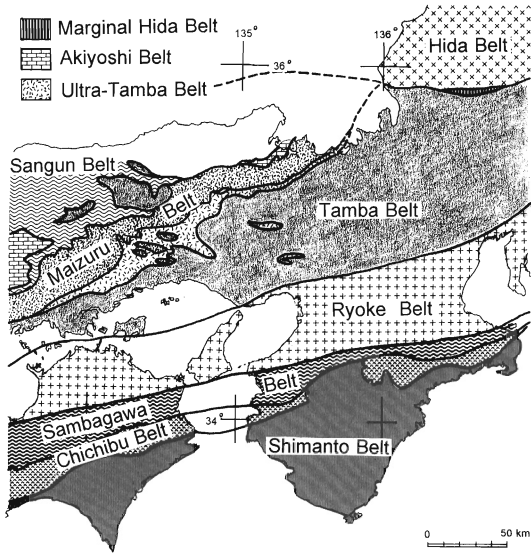 Marginal Hida Belt
Akiyoshi Belt
Ultra-Tamba Belt
135°
136°
36°
Hida Belt
Sangun Belt
Maizuru Belt
Tamba Belt
Ryoke Belt
Sambagawa Belt
Chichibu Belt
34°
Shimanto Belt
0 50 km